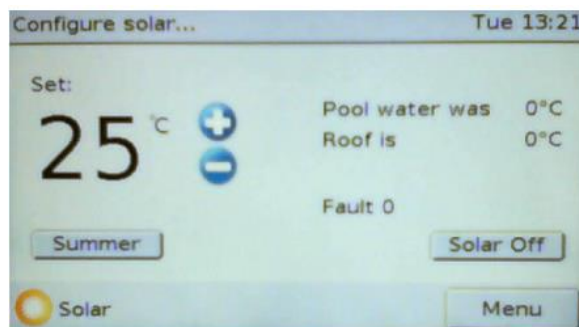 Configure solar... Tue 13:21
Set:
25 °C
Pool water was 0°C
Roof is 0°C
Fault 0
Summer
Solar Off
Solar
Menu